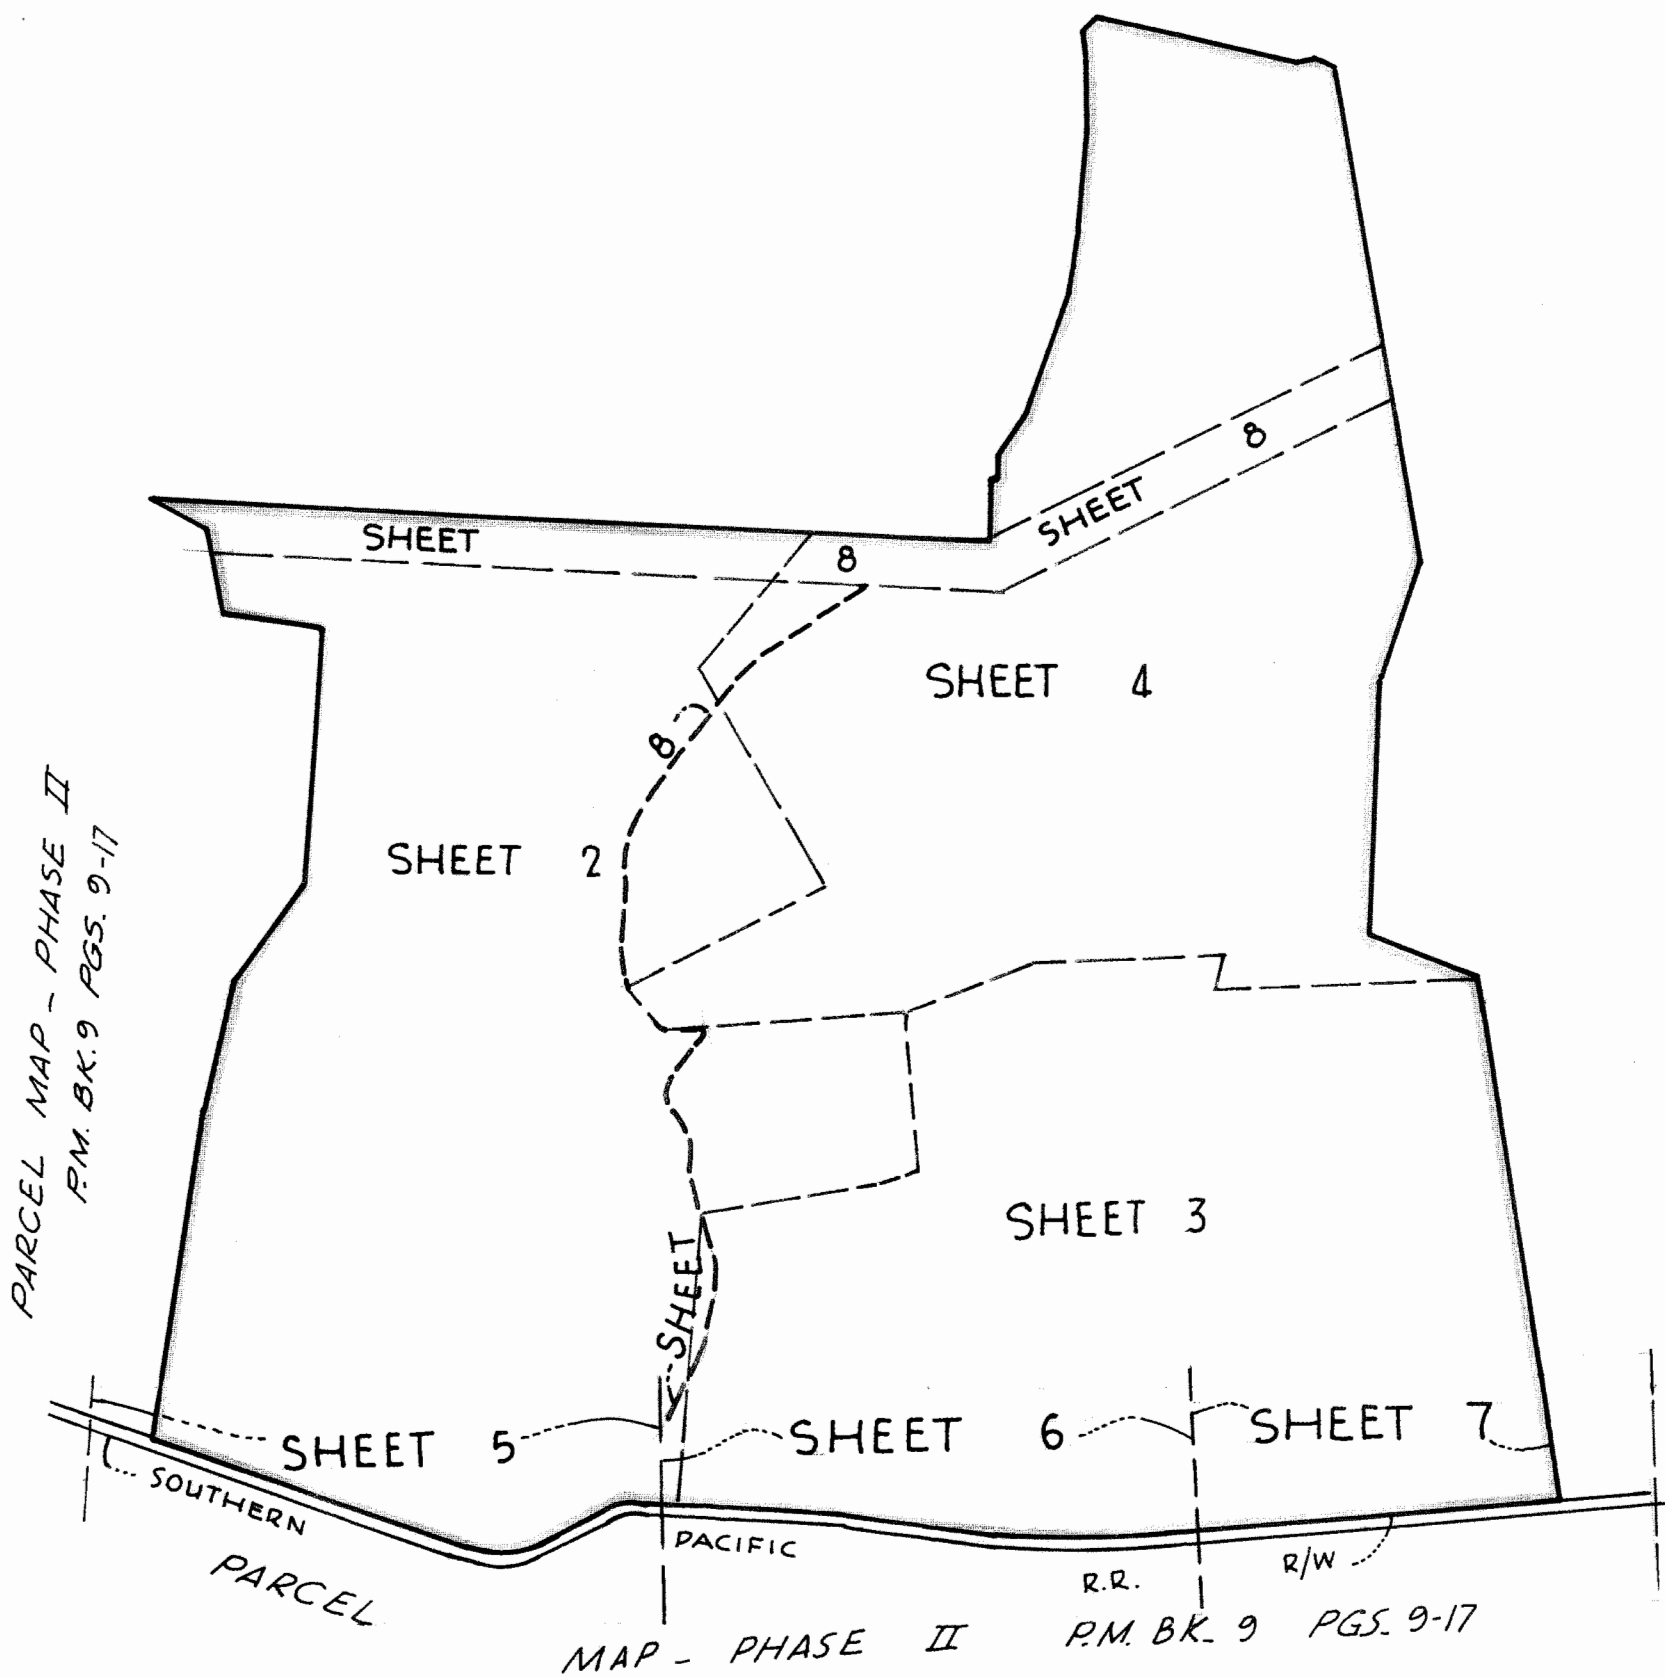 8
SHEET
SHEET 8
SHEET 4
8
SHEET 2
PARCEL MAP - PHASE II
P.M. BK. 9 PGS. 9-17
SHEET 3
SHEET
SHEET 5
SHEET 6
SHEET 7
SOUTHERN
PACIFIC
R.R.
R/W
PARCEL
MAP - PHASE II P.M. BK. 9 PGS. 9-17